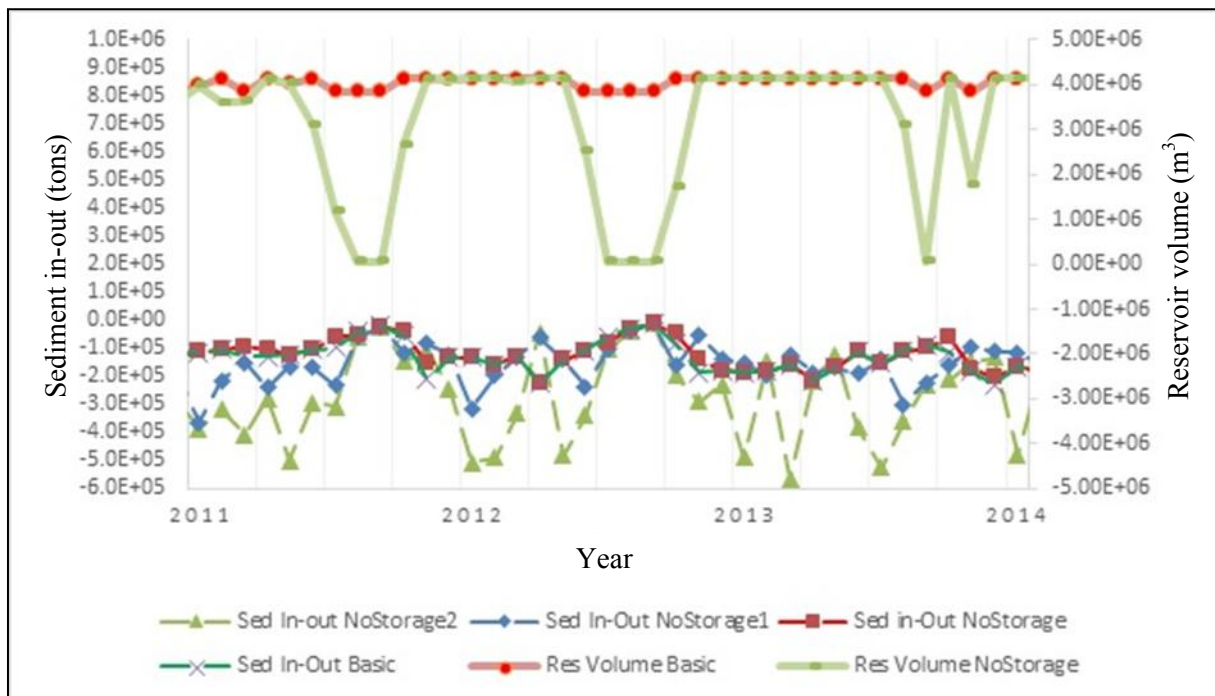 1.0E+06
9.0E+05
8.0E+05
7.0E+05
6.0E+05
5.0E+05
4.0E+05
3.0E+05
2.0E+05
1.0E+05
0.0E+00
-1.0E+05
-2.0E+05
-3.0E+05
-4.0E+05
-5.0E+05
-6.0E+05
Sediment in-out (tons)
5.00E+06
4.00E+06
3.00E+06
2.00E+06
1.00E+06
0.00E+00
-1.00E+06
-2.00E+06
-3.00E+06
-4.00E+06
-5.00E+06
Reservoir volume (m³)
2011 2012 2013 2014
Year
Sed In-out NoStorage2 Sed In-Out NoStorage1 Sed in-Out NoStorage
Sed In-Out Basic Res Volume Basic Res Volume NoStorage